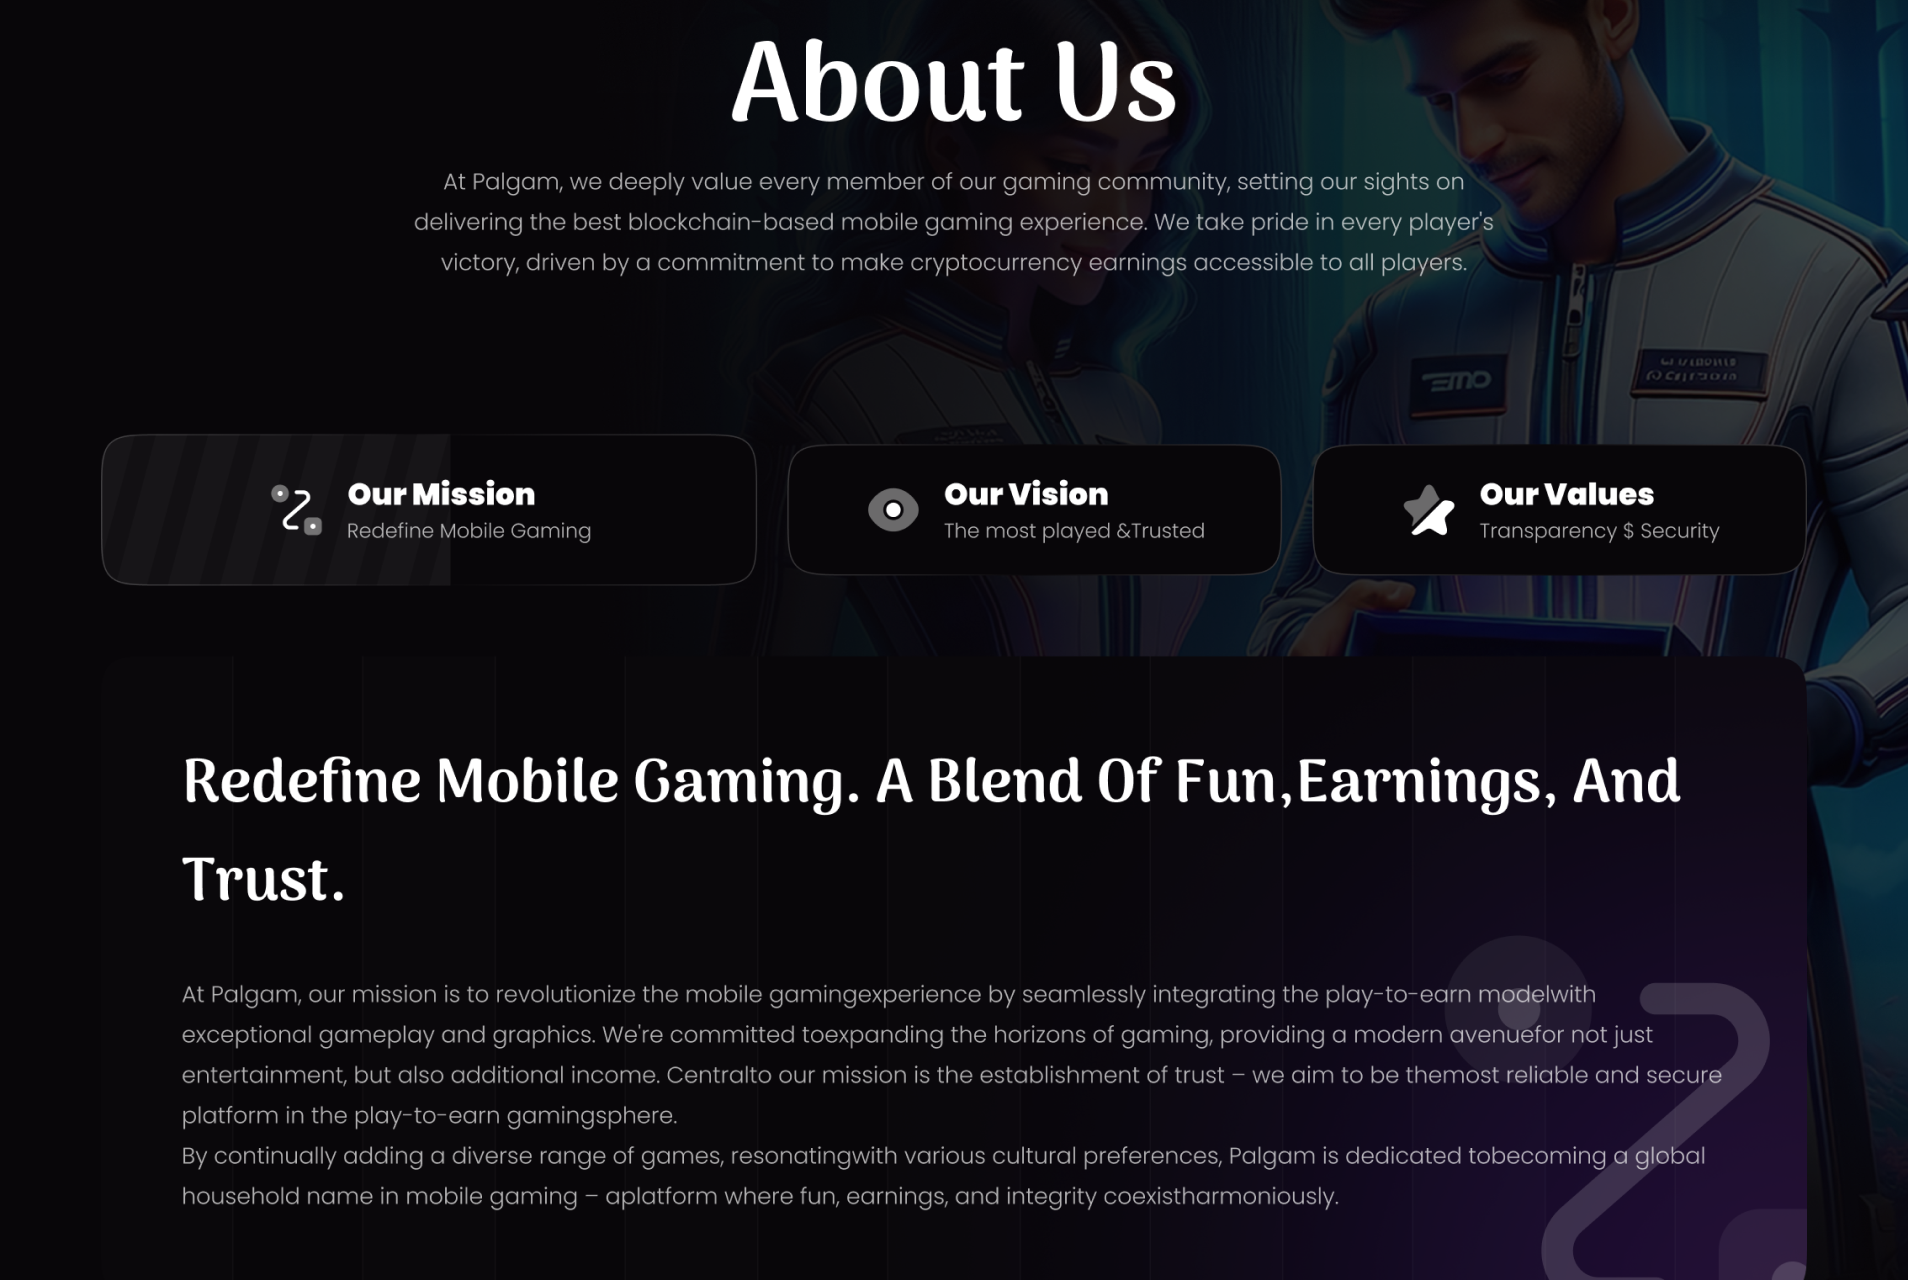 About Us
At Palgam, we deeply value every member of our gaming community, setting our sights on
delivering the best blockchain-based mobile gaming experience. We take pride in every player's
victory, driven by a commitment to make cryptocurrency earnings accessible to all players.
Our Mission
Redefine Mobile Gaming
Our Vision
The most played &Trusted
Our Values
Transparency $ Security
Redefine Mobile Gaming. A Blend Of Fun,Earnings, And
Trust.
At Palgam, our mission is to revolutionize the mobile gamingexperience by seamlessly integrating the play-to-earn modelwith
exceptional gameplay and graphics. We're committed toexpanding the horizons of gaming, providing a modern avenuefor not just
entertainment, but also additional income. Centralto our mission is the establishment of trust – we aim to be themost reliable and secure
platform in the play-to-earn gamingsphere.
By continually adding a diverse range of games, resonatingwith various cultural preferences, Palgam is dedicated tobecoming a global
household name in mobile gaming – aplatform where fun, earnings, and integrity coexistharmoniously.